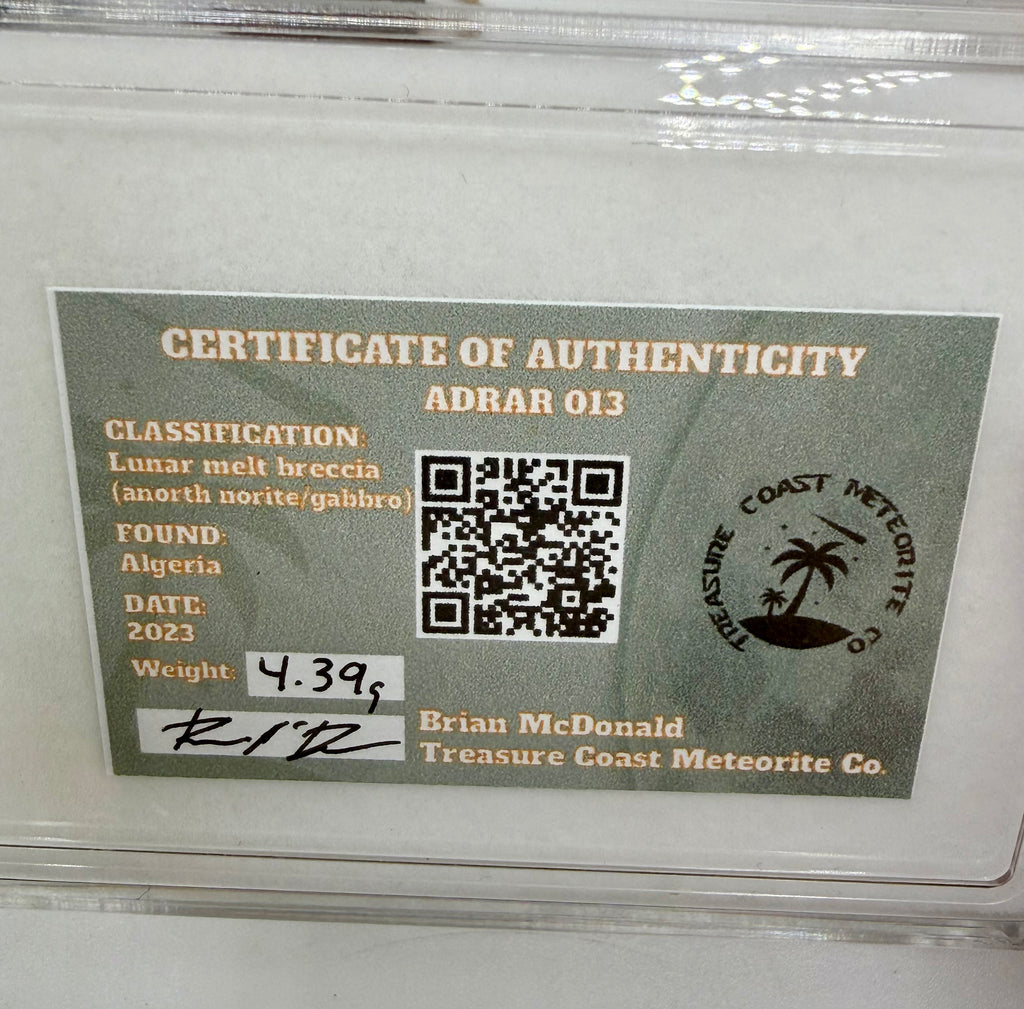 CERTIFICATE OF AUTHENTICITY
ADRAR 013
CLASSIFICATION:
Lunar melt breccia
(anorth norite/gabbro)
FOUND:
Algeria
DATE:
2023
Weight: 4.39g
Brian McDonald
Treasure Coast Meteorite Co.
TREASURE COAST METEORITE CO